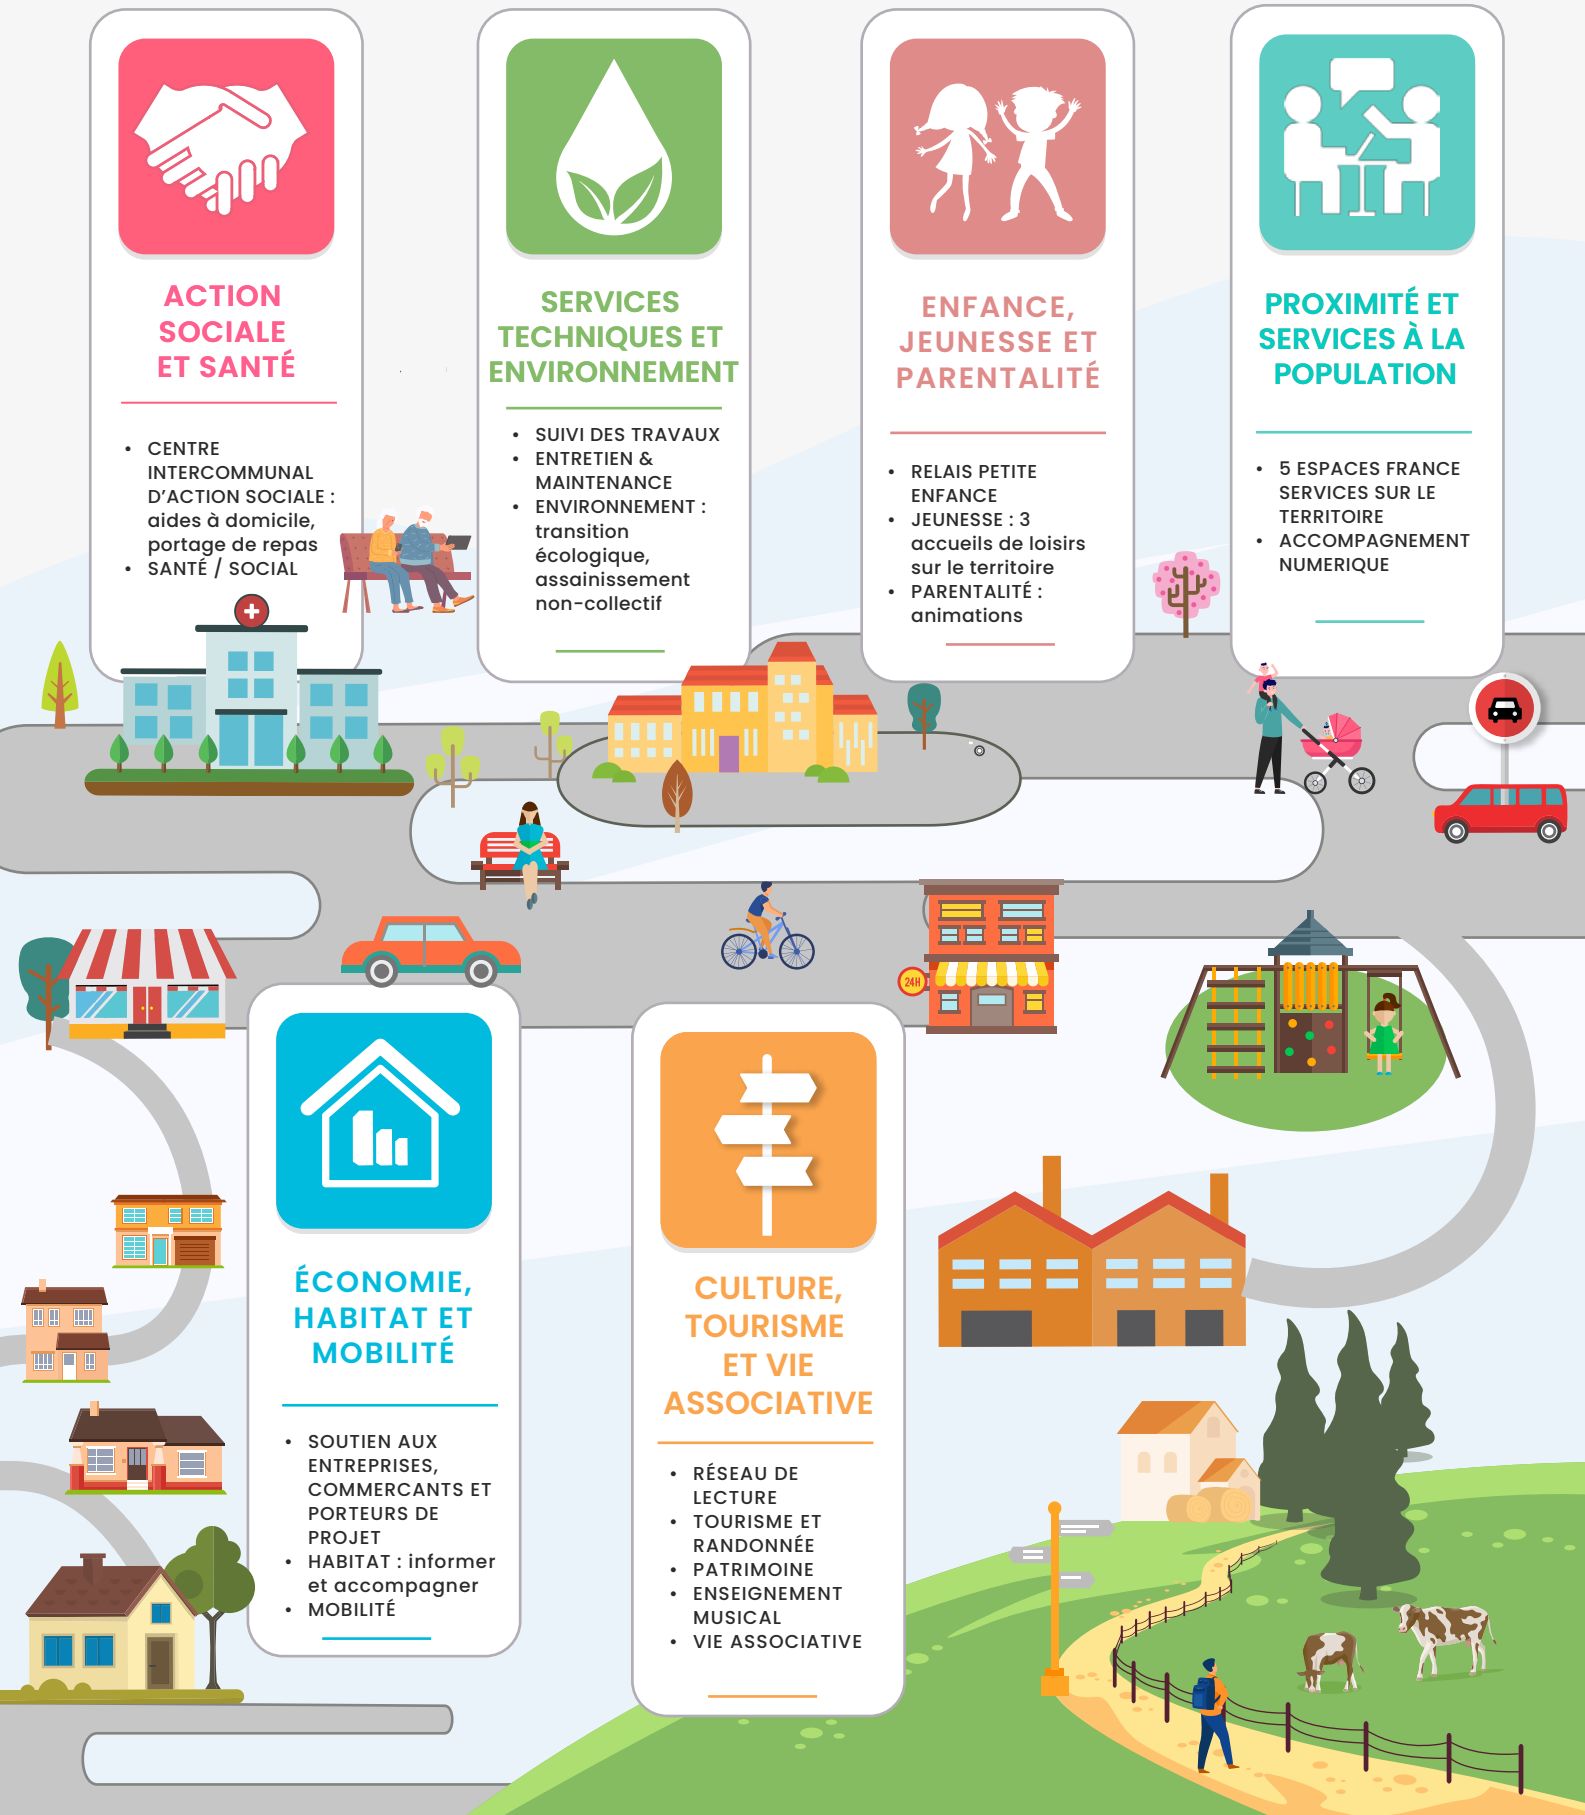 ACTION
SOCIALE
ET SANTÉ
• CENTRE
INTERCOMMUNAL
D'ACTION SOCIALE :
aides à domicile,
portage de repas
• SANTÉ / SOCIAL
SERVICES
TECHNIQUES ET
ENVIRONNEMENT
• SUIVI DES TRAVAUX
• ENTRETIEN &
MAINTENANCE
• ENVIRONNEMENT :
transition
écologique,
assainissement
non-collectif
ENFANCE,
JEUNESSE ET
PARENTALITÉ
• RELAIS PETITE
ENFANCE
• JEUNESSE : 3
accueils de loisirs
sur le territoire
• PARENTALITÉ :
animations
PROXIMITÉ ET
SERVICES À LA
POPULATION
• 5 ESPACES FRANCE
SERVICES SUR LE
TERRITOIRE
• ACCOMPAGNEMENT
NUMERIQUE
24H
ÉCONOMIE,
HABITAT ET
MOBILITÉ
• SOUTIEN AUX
ENTREPRISES,
COMMERCANTS ET
PORTEURS DE
PROJET
• HABITAT : informer
et accompagner
• MOBILITÉ
CULTURE,
TOURISME
ET VIE
ASSOCIATIVE
• RÉSEAU DE
LECTURE
• TOURISME ET
RANDONNÉE
• PATRIMOINE
• ENSEIGNEMENT
MUSICAL
• VIE ASSOCIATIVE